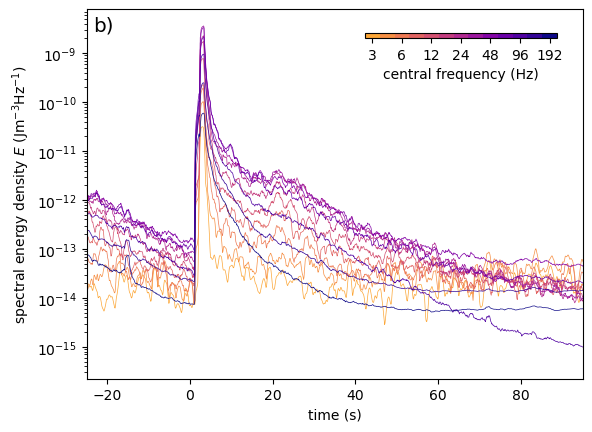 b)
3 6 12 24 48 96 192
central frequency (Hz)
spectral energy density E (Jm⁻³Hz⁻¹)
10⁻⁹
10⁻¹⁰
10⁻¹¹
10⁻¹²
10⁻¹³
10⁻¹⁴
10⁻¹⁵
−20 0 20 40 60 80
time (s)